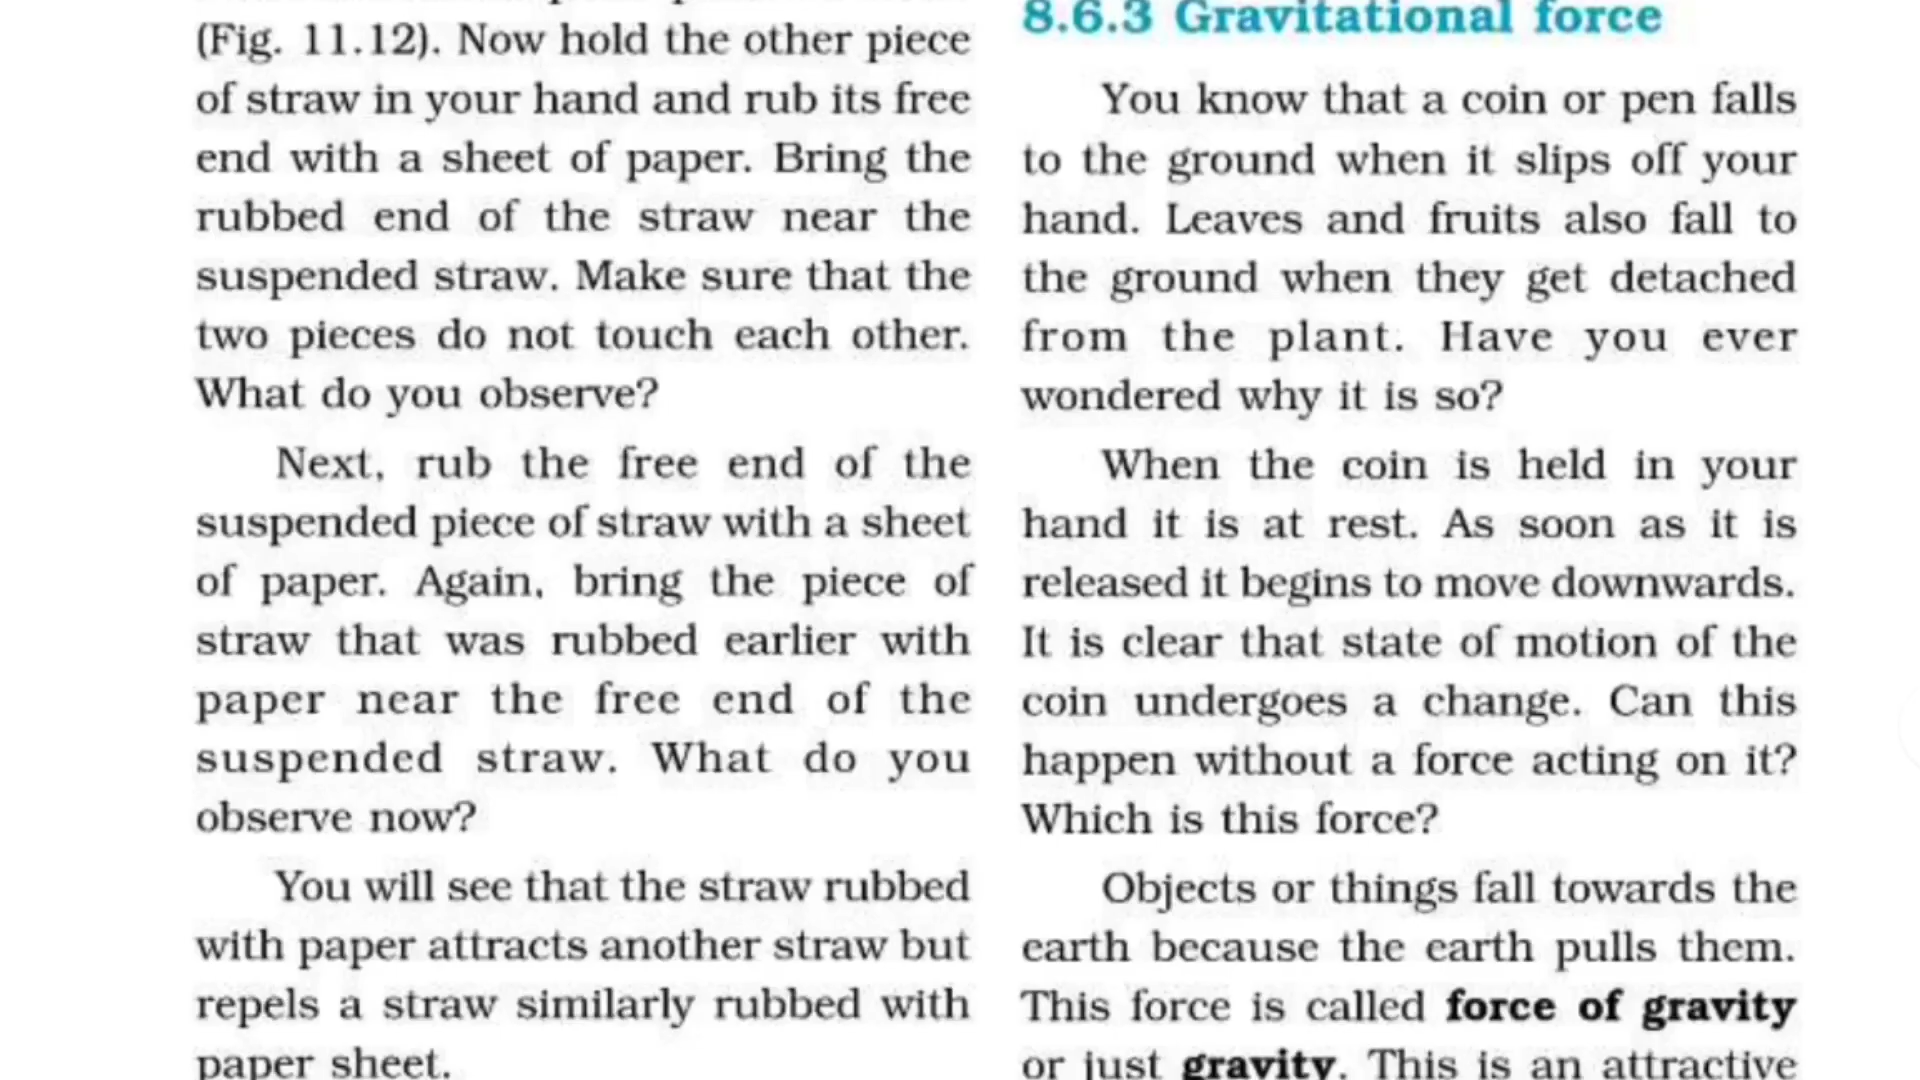 (Fig. 11.12). Now hold the other piece
of straw in your hand and rub its free
end with a sheet of paper. Bring the
rubbed end of the straw near the
suspended straw. Make sure that the
two pieces do not touch each other.
What do you observe?
Next, rub the free end of the
suspended piece of straw with a sheet
of paper. Again, bring the piece of
straw that was rubbed earlier with
paper near the free end of the
suspended straw. What do you
observe now?
You will see that the straw rubbed
with paper attracts another straw but
repels a straw similarly rubbed with
paper sheet.
8.6.3 Gravitational force
You know that a coin or pen falls
to the ground when it slips off your
hand. Leaves and fruits also fall to
the ground when they get detached
from the plant. Have you ever
wondered why it is so?
When the coin is held in your
hand it is at rest. As soon as it is
released it begins to move downwards.
It is clear that state of motion of the
coin undergoes a change. Can this
happen without a force acting on it?
Which is this force?
Objects or things fall towards the
earth because the earth pulls them.
This force is called force of gravity
or just gravity. This is an attractive